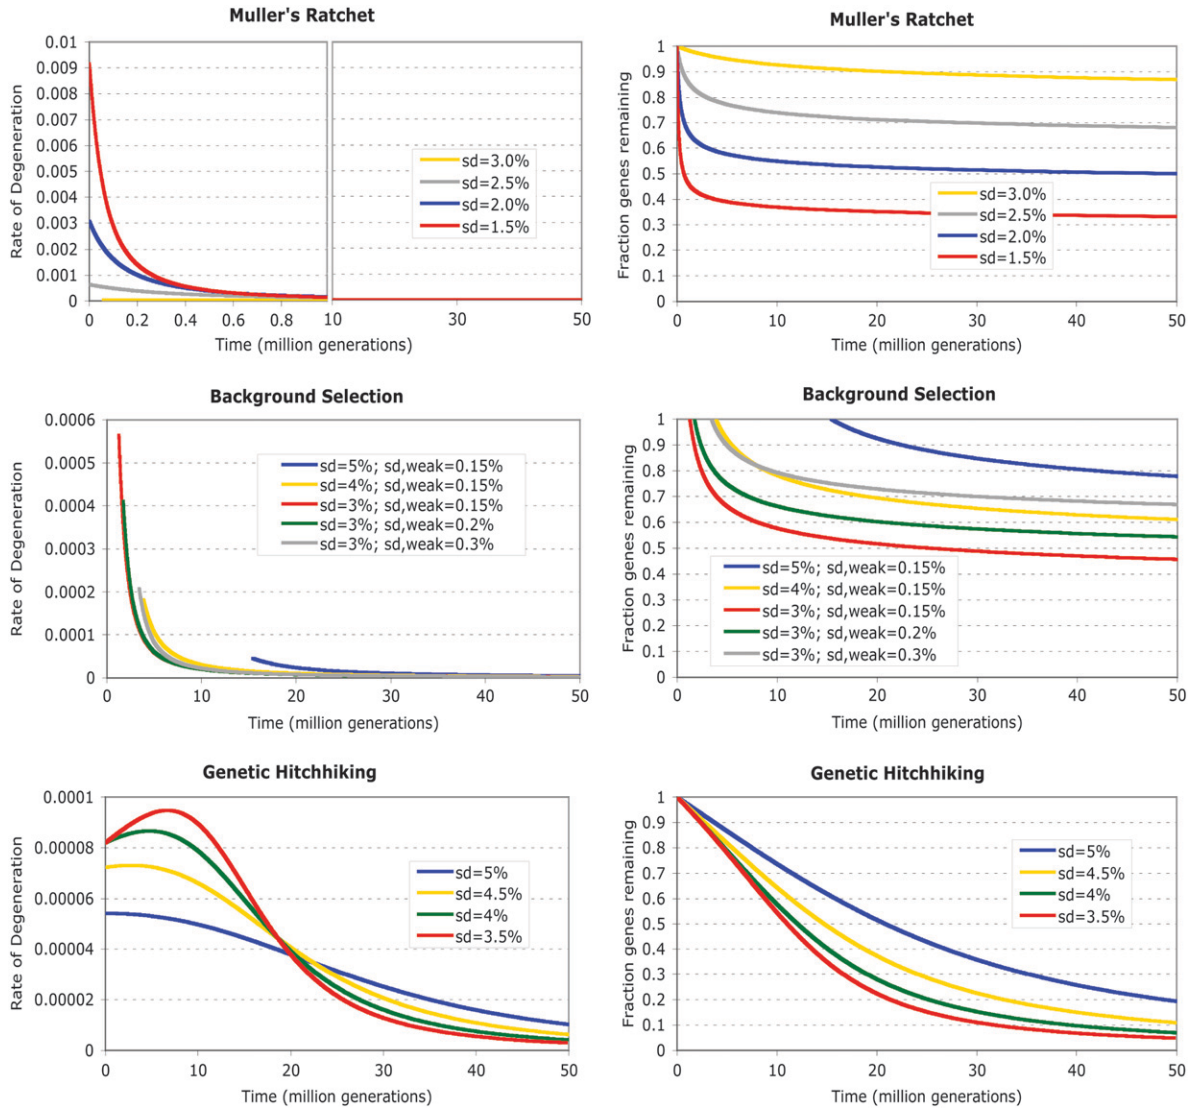 Muller's Ratchet
Rate of Degeneration
0.01
0.009
0.008
0.007
0.006
0.005
0.004
0.003
0.002
0.001
0
sd=3.0%
sd=2.5%
sd=2.0%
sd=1.5%
0 0.2 0.4 0.6 0.8 10 30 50
Time (million generations)
Muller's Ratchet
Fraction genes remaining
1
0.9
0.8
0.7
0.6
0.5
0.4
0.3
0.2
0.1
0
sd=3.0%
sd=2.5%
sd=2.0%
sd=1.5%
0 10 20 30 40 50
Time (million generations)
Background Selection
Rate of Degeneration
0.0006
0.0005
0.0004
0.0003
0.0002
0.0001
0
sd=5%; sd,weak=0.15%
sd=4%; sd,weak=0.15%
sd=3%; sd,weak=0.15%
sd=3%; sd,weak=0.2%
sd=3%; sd,weak=0.3%
0 10 20 30 40 50
Time (million generations)
Background Selection
Fraction genes remaining
1
0.9
0.8
0.7
0.6
0.5
0.4
0.3
0.2
0.1
0
sd=5%; sd,weak=0.15%
sd=4%; sd,weak=0.15%
sd=3%; sd,weak=0.15%
sd=3%; sd,weak=0.2%
sd=3%; sd,weak=0.3%
0 10 20 30 40 50
Time (million generations)
Genetic Hitchhiking
Rate of Degeneration
0.0001
0.00008
0.00006
0.00004
0.00002
0
sd=5%
sd=4.5%
sd=4%
sd=3.5%
0 10 20 30 40 50
Time (million generations)
Genetic Hitchhiking
Fraction genes remaining
1
0.9
0.8
0.7
0.6
0.5
0.4
0.3
0.2
0.1
0
sd=5%
sd=4.5%
sd=4%
sd=3.5%
0 10 20 30 40 50
Time (million generations)